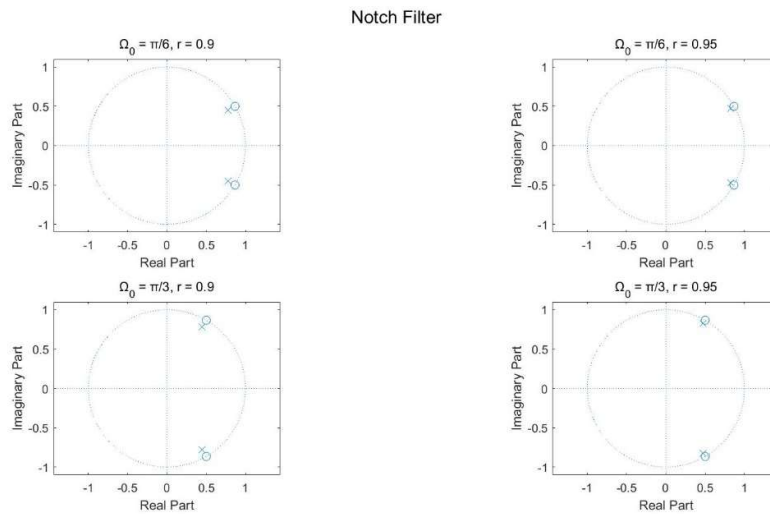 Notch Filter
Ω₀ = π/6, r = 0.9
1
0.5
0
-0.5
-1
Imaginary Part
-1 -0.5 0 0.5 1
Real Part
Ω₀ = π/6, r = 0.95
1
0.5
0
-0.5
-1
Imaginary Part
-1 -0.5 0 0.5 1
Real Part
Ω₀ = π/3, r = 0.9
1
0.5
0
-0.5
-1
Imaginary Part
-1 -0.5 0 0.5 1
Real Part
Ω₀ = π/3, r = 0.95
1
0.5
0
-0.5
-1
Imaginary Part
-1 -0.5 0 0.5 1
Real Part